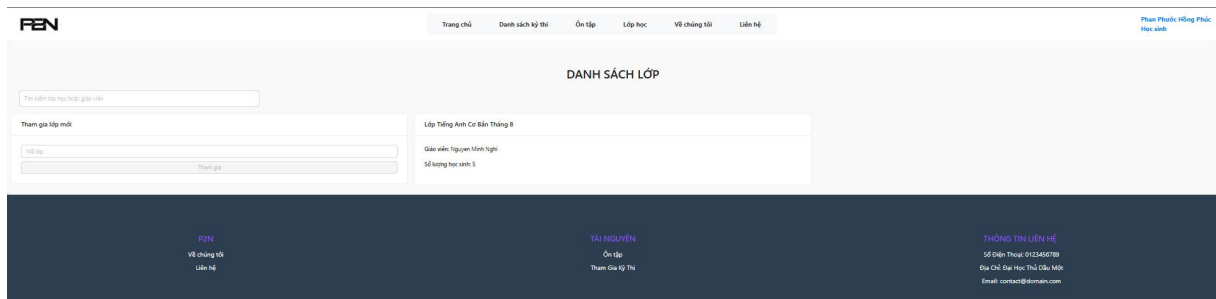 P2N
Trang chủ
Danh sách kỳ thi
Ôn tập
Lớp học
Về chúng tôi
Liên hệ
Phan Phước Hồng Phúc
Học sinh
DANH SÁCH LỚP
Tìm kiếm lớp học hoặc giáo viên
Tham gia lớp mới
Mã lớp
Tham gia
Lớp Tiếng Anh Cơ Bản Tháng 8
Giáo viên: Nguyen Minh Nghi
Số lượng học sinh: 5
P2N
Về chúng tôi
Liên hệ
TÀI NGUYÊN
Ôn tập
Tham Gia Kỳ Thi
THÔNG TIN LIÊN HỆ
Số Điện Thoại: 0123456789
Địa Chỉ: Đại Học Thủ Dầu Một
Email: contact@domain.com